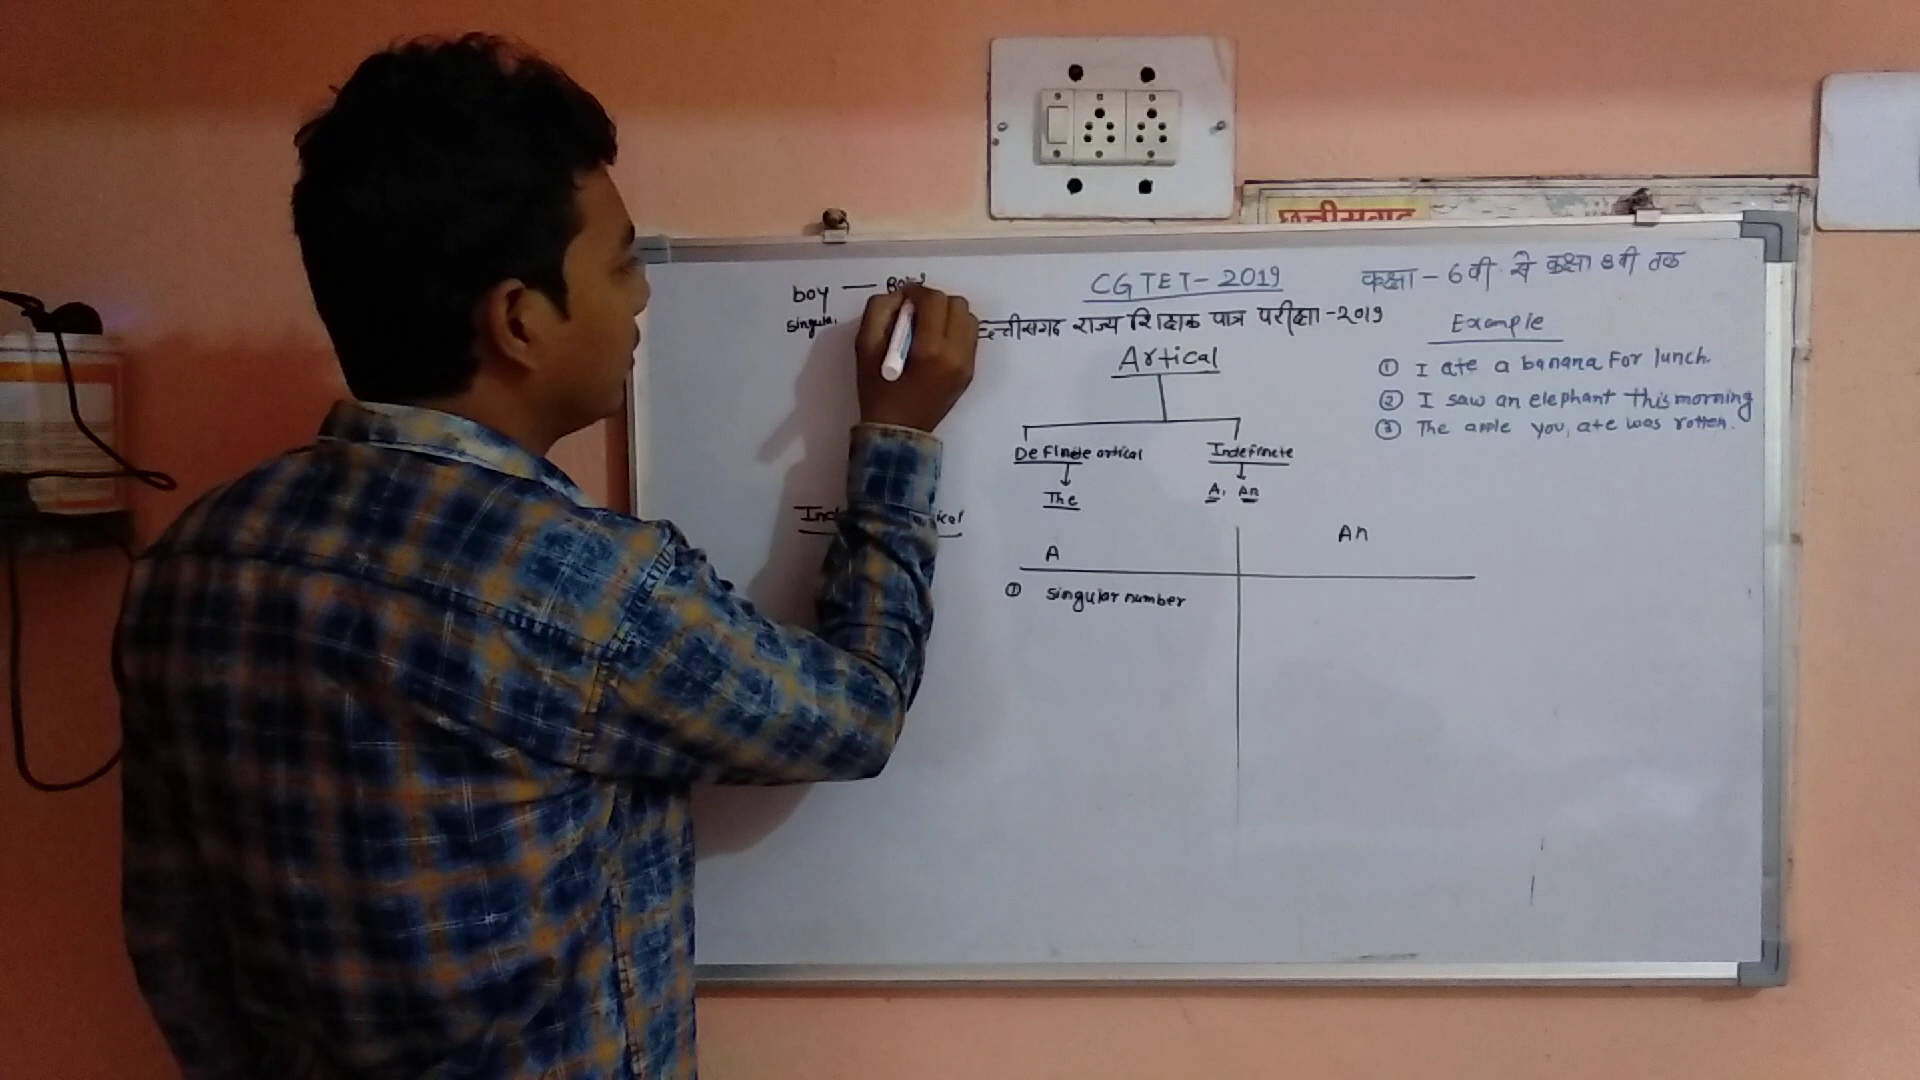 छत्तीसगढ़
CGTET-2019
कक्षा - 6वी से कक्षा 8वी तक
boy —
छत्तीसगढ़ राज्य शिक्षक पात्र परीक्षा-2019
Example
Artical
① I ate a banana For lunch.
② I saw an elephant this morning
③ The apple you, ate was rotten.
artical
Indefinete
The
A, An
A
An
① singular number